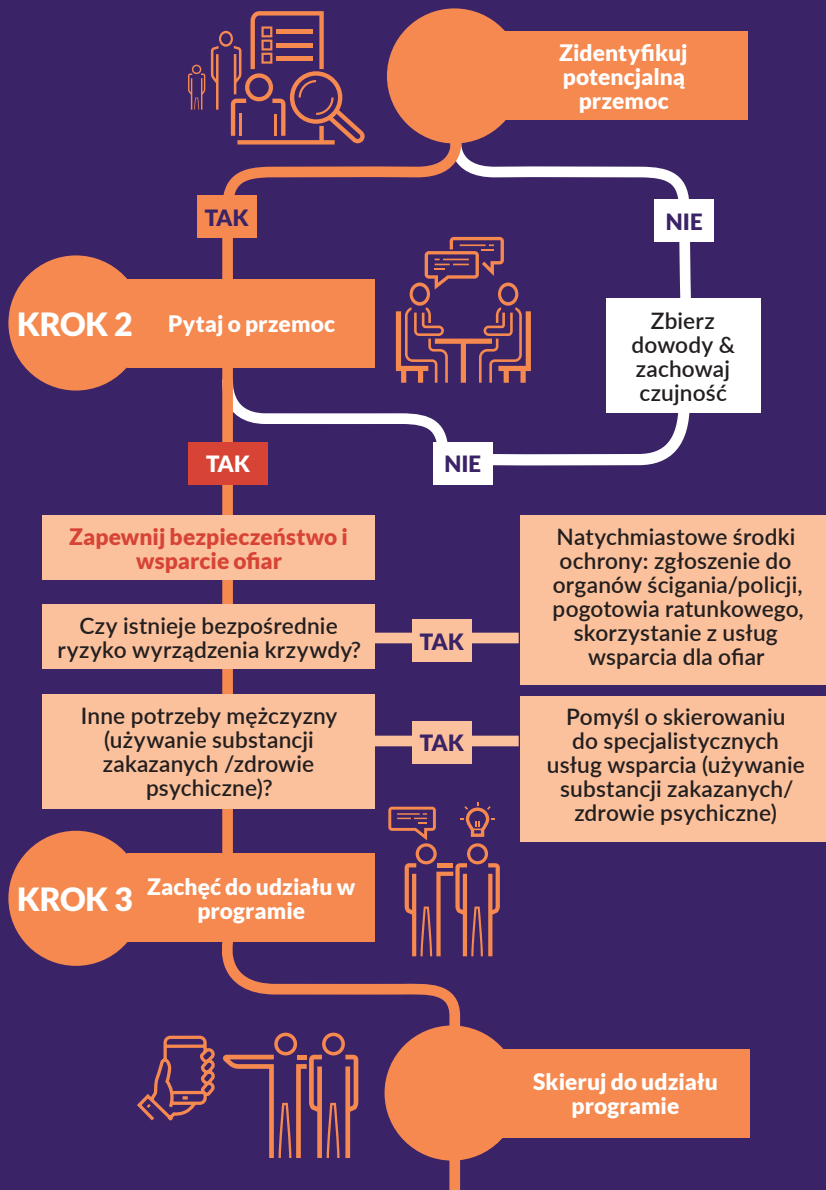 Zidentyfikuj
potencjalną
przemoc
TAK
NIE
KROK 2
Pytaj o przemoc
Zbierz
dowody &
zachowaj
czujność
TAK
NIE
Zapewnij bezpieczeństwo i
wsparcie ofiar
Czy istnieje bezpośrednie
ryzyko wyrządzenia krzywdy?
TAK
Natychmiastowe środki
ochrony: zgłoszenie do
organów ścigania/policji,
pogotowia ratunkowego,
skorzystanie z usług
wsparcia dla ofiar
Inne potrzeby mężczyzny
(używanie substancji
zakazanych /zdrowie
psychiczne)?
TAK
Pomyśl o skierowaniu
do specjalistycznych
usług wsparcia (używanie
substancji zakazanych/
zdrowie psychiczne)
KROK 3
Zachęć do udziału w
programie
Skieruj do udziału
programie